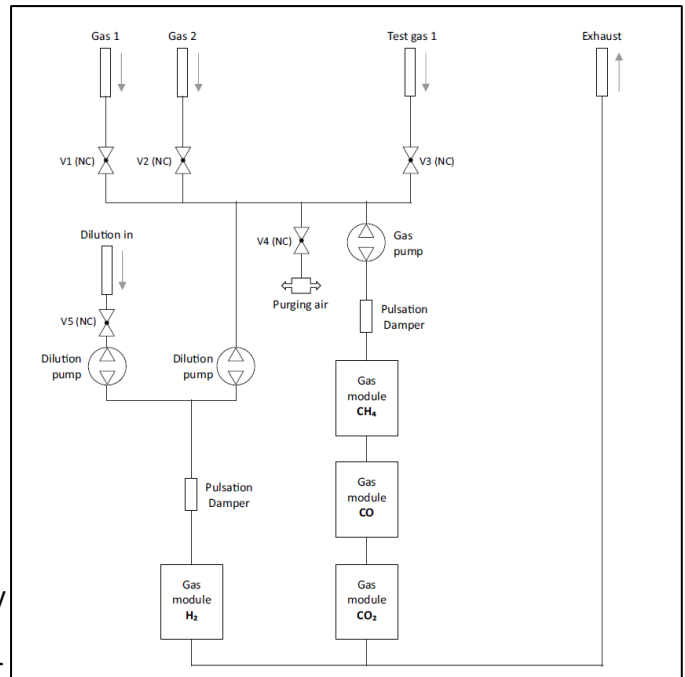 Gas 1
Gas 2
Test gas 1
Exhaust
V1 (NC)
V2 (NC)
V3 (NC)
Dilution in
V4 (NC)
Gas
pump
Purging air
V5 (NC)
Pulsation
Damper
Dilution
pump
Dilution
pump
Gas
module
CH₄
Gas
module
CO
Pulsation
Damper
Gas
module
H₂
Gas
module
CO₂